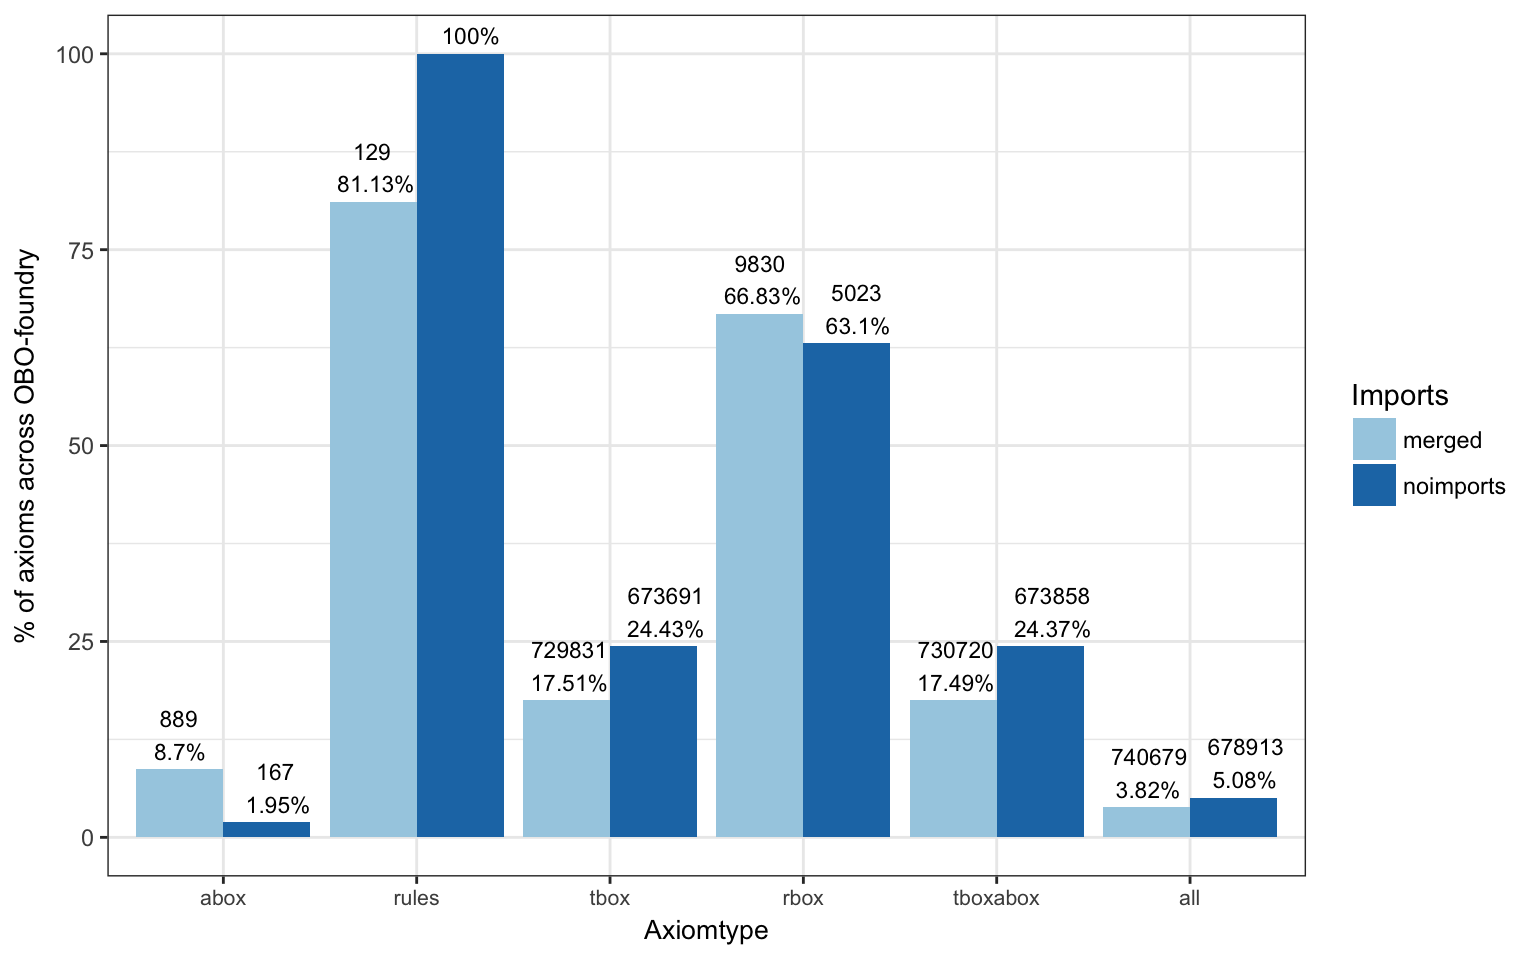 100%
100
129
81.13%
75
9830
66.83%
5023
63.1%
50
673691
24.43%
673858
24.37%
25
729831
17.51%
730720
17.49%
889
8.7%
167
1.95%
740679
3.82%
678913
5.08%
0
abox
rules
tbox
rbox
tboxabox
all
Axiomtype
% of axioms across OBO-foundry
Imports
merged
noimports